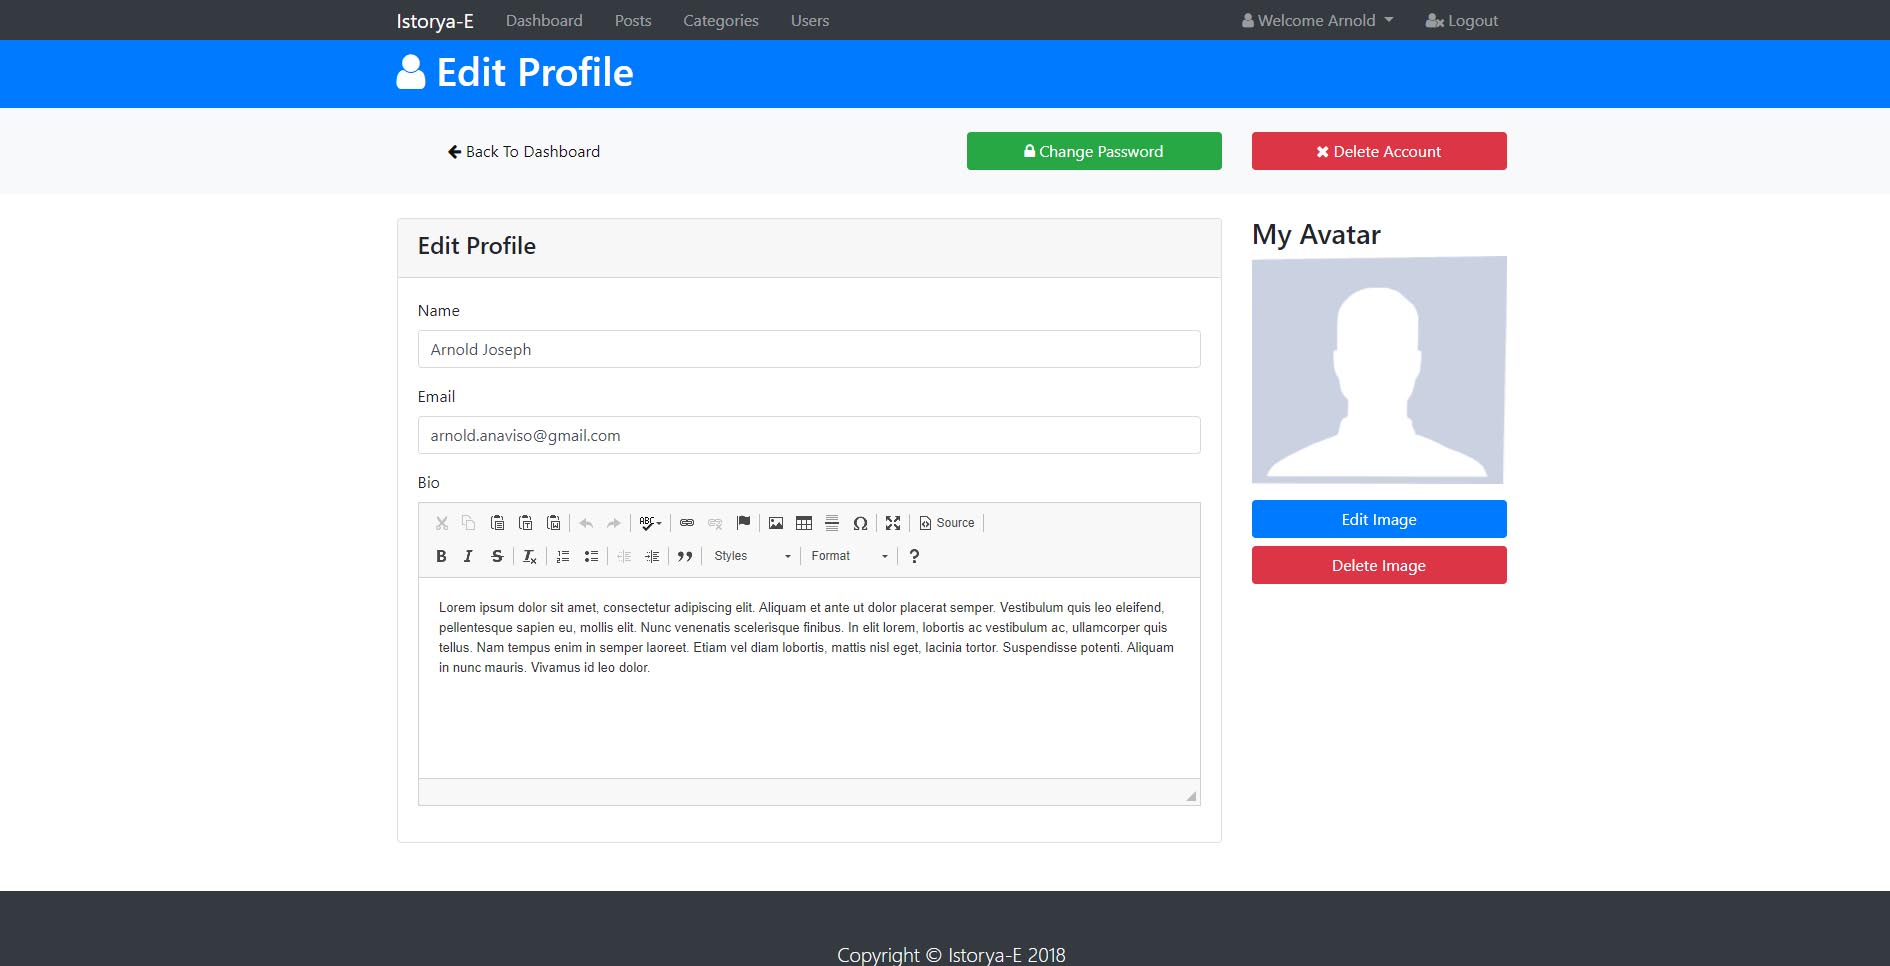 Istorya-E Dashboard Posts Categories Users Welcome Arnold Logout
Edit Profile
Back To Dashboard Change Password Delete Account
Edit Profile
Name
Arnold Joseph
Email
arnold.anaviso@gmail.com
Bio
ABC Source
B I S Tx Styles Format ?
Lorem ipsum dolor sit amet, consectetur adipiscing elit. Aliquam et ante ut dolor placerat semper. Vestibulum quis leo eleifend,
pellentesque sapien eu, mollis elit. Nunc venenatis scelerisque finibus. In elit lorem, lobortis ac vestibulum ac, ullamcorper quis
tellus. Nam tempus enim in semper laoreet. Etiam vel diam lobortis, mattis nisl eget, lacinia tortor. Suspendisse potenti. Aliquam
in nunc mauris. Vivamus id leo dolor.
My Avatar
Edit Image
Delete Image
Copyright © Istorya-E 2018